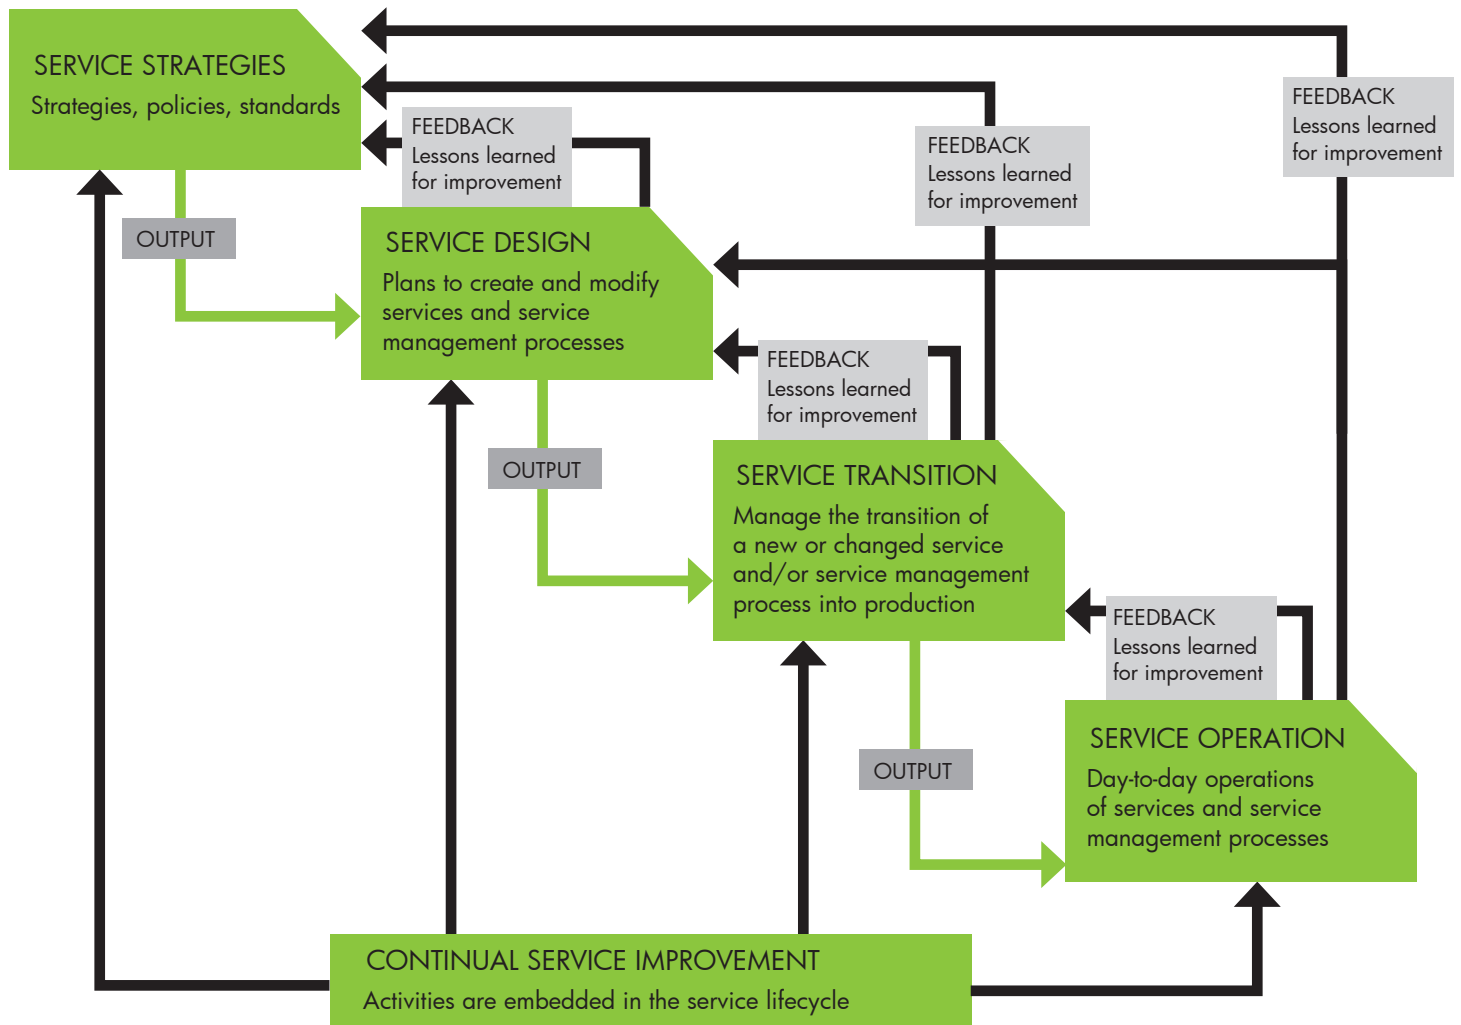 SERVICE STRATEGIES
Strategies, policies, standards
FEEDBACK
Lessons learned
for improvement
FEEDBACK
Lessons learned
for improvement
FEEDBACK
Lessons learned
for improvement
OUTPUT
SERVICE DESIGN
Plans to create and modify
services and service
management processes
FEEDBACK
Lessons learned
for improvement
OUTPUT
SERVICE TRANSITION
Manage the transition of
a new or changed service
and/or service management
process into production
FEEDBACK
Lessons learned
for improvement
OUTPUT
SERVICE OPERATION
Day-to-day operations
of services and service
management processes
CONTINUAL SERVICE IMPROVEMENT
Activities are embedded in the service lifecycle